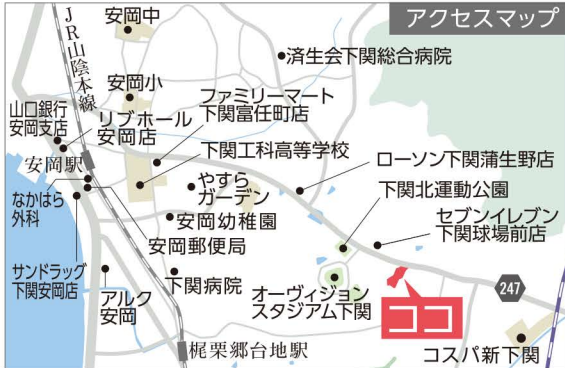 アクセスマップ
安岡中
JR山陰本線
済生会下関総合病院
安岡小
ファミリーマート
下関富任町店
山口銀行
安岡支店
リブホール
安岡店
下関工科高等学校
安岡駅
ローソン下関蒲生野店
やすら
ガーデン
下関北運動公園
なかはら
外科
安岡幼稚園
セブンイレブン
下関球場前店
安岡郵便局
サンドラッグ
下関安岡店
下関病院
アルク
安岡
オーヴィジョン
スタジアム下関
ココ
247
梶栗郷台地駅
コスパ新下関